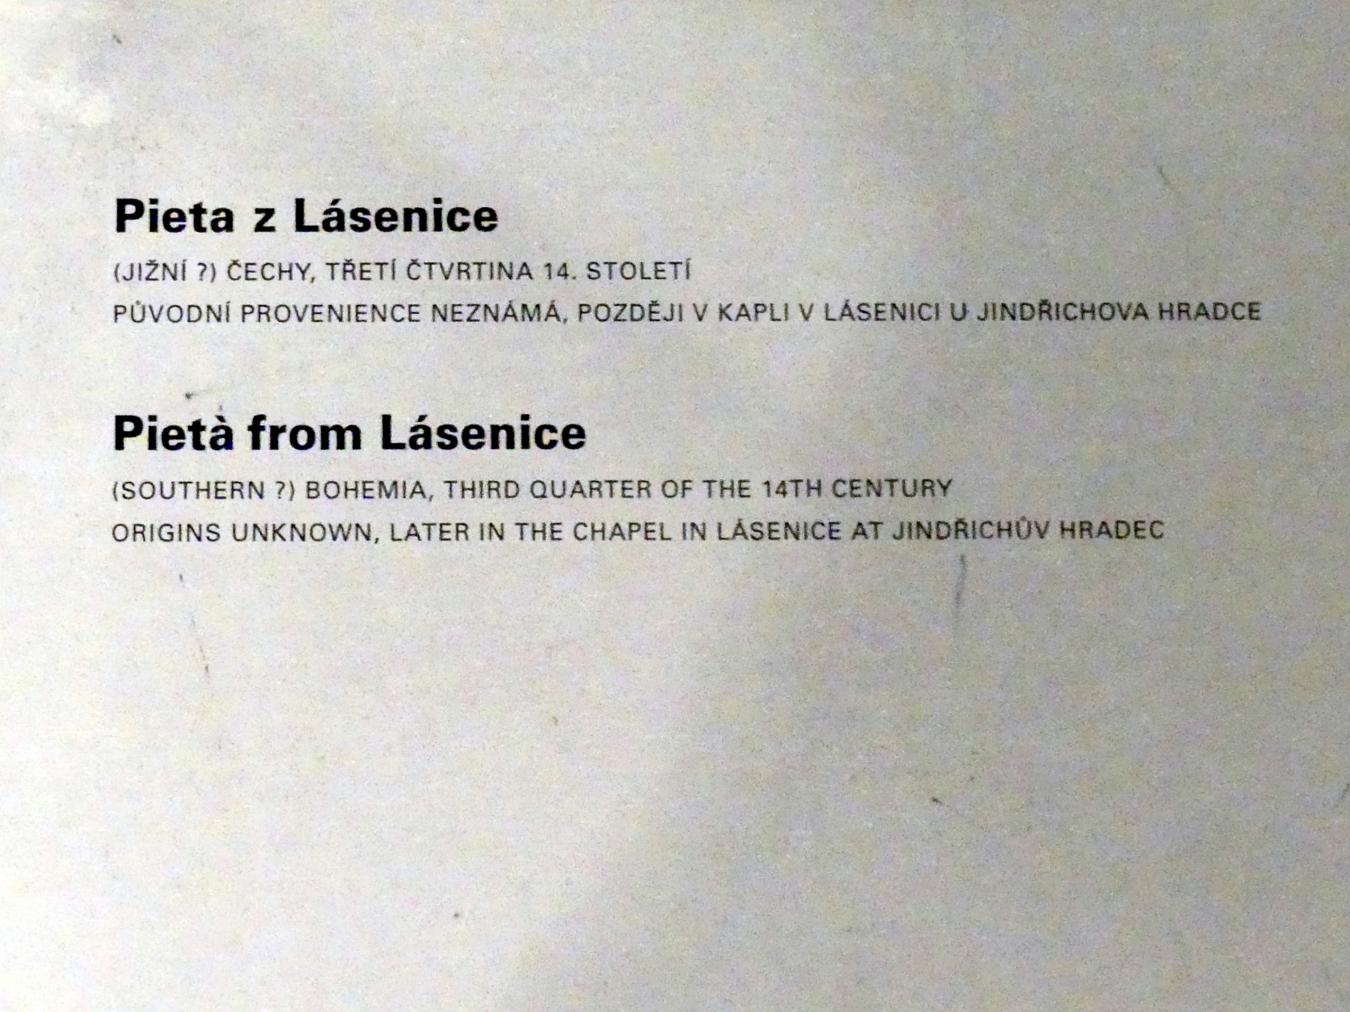 Pieta z Lásenice
(JIŽNÍ ?) ČECHY, TŘETÍ ČTVRTINA 14. STOLETÍ
PŮVODNÍ PROVENIENCE NEZNÁMÁ, POZDĚJI V KAPLI V LÁSENICI U JINDŘICHOVA HRADCE
Pietà from Lásenice
(SOUTHERN ?) BOHEMIA, THIRD QUARTER OF THE 14TH CENTURY
ORIGINS UNKNOWN, LATER IN THE CHAPEL IN LÁSENICE AT JINDŘICHŮV HRADEC